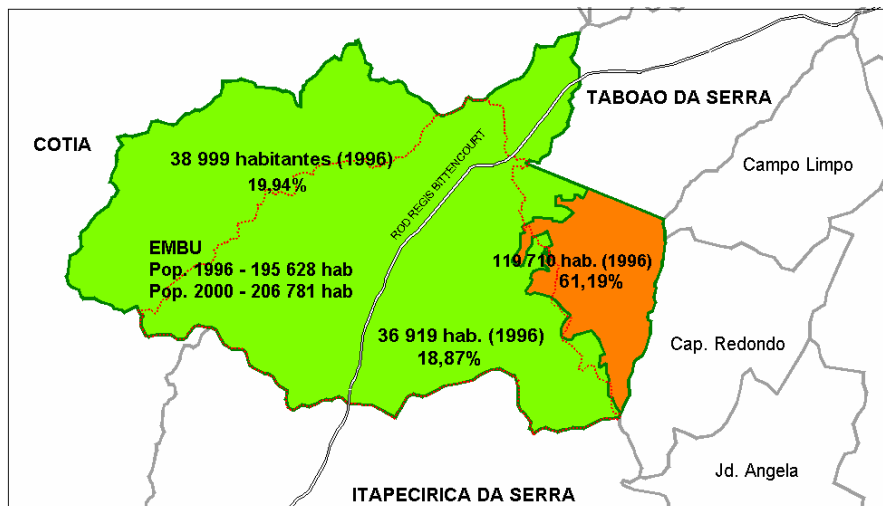 TABOAO DA SERRA
COTIA
38 999 habitantes (1996)
19,94%
ROD REGIS BITTENCOURT
Campo Limpo
EMBU
Pop. 1996 - 195 628 hab
Pop. 2000 - 206 781 hab
119 710 hab. (1996)
61,19%
36 919 hab. (1996)
18,87%
Cap. Redondo
Jd. Angela
ITAPECIRICA DA SERRA